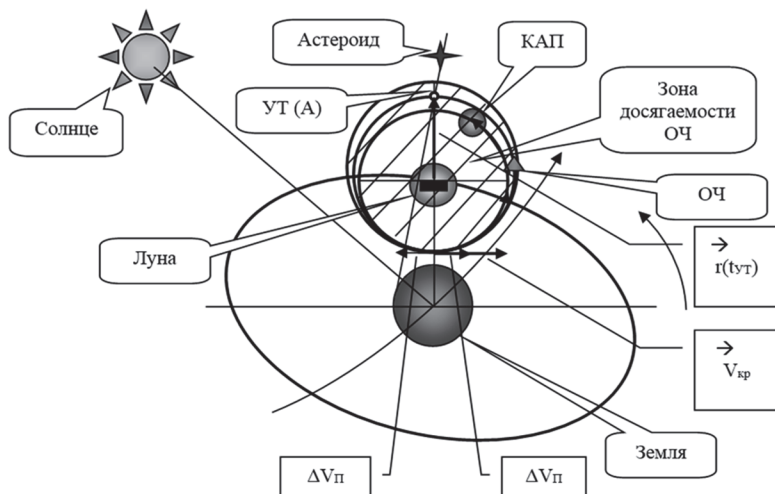 Астероид
КАП
УТ (А)
Зона
досягаемости
ОЧ
Солнце
ОЧ
Луна
→
r(tУТ)
→
Vкр
Земля
ΔVП
ΔVП